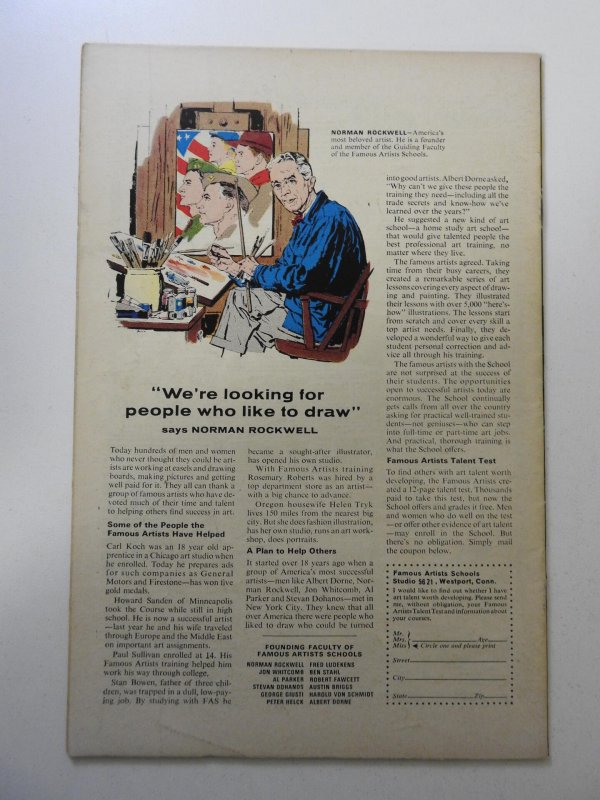 NORMAN ROCKWELL—America's
most beloved artist. He is a founder
and member of the Guiding Faculty
of the Famous Artists Schools.
"We're looking for
people who like to draw"
says NORMAN ROCKWELL
Today hundreds of men and women
who never thought they could be art-
ists are working at easels and drawing
boards, making pictures and getting
well paid for it. They all can thank a
group of famous artists who have de-
voted much of their time and talent
to helping others find success in art.
Some of the People the
Famous Artists Have Helped
Carl Koch was an 18 year old ap-
prentice in a Chicago art studio when
he enrolled. Today he prepares ads
for such companies as General
Motors and Firestone—has won five
gold medals.
Howard Sanden of Minneapolis
took the Course while still in high
school. He is now a successful artist
—last year he and his wife traveled
through Europe and the Middle East
on important art assignments.
Paul Sullivan enrolled at 14. His
Famous Artists training helped him
work his way through college.
Stan Bowen, father of three chil-
dren, was trapped in a dull, low-pay-
ing job. By studying with FAS he
became a sought-after illustrator,
has opened his own studio.
With Famous Artists training
Rosemary Roberts was hired by a
top department store as an artist—
with a big chance to advance.
Oregon housewife Helen Tryk
lives 150 miles from the nearest big
city. But she does fashion illustration,
has her own studio, runs an art work-
shop, does portraits.
A Plan to Help Others
It started over 18 years ago when a
group of America's most successful
artists—men like Albert Dorne, Nor-
man Rockwell, Jon Whitcomb, Al
Parker and Stevan Dohanos—met in
New York City. They knew that all
over America there were people who
liked to draw who could be turned
FOUNDING FACULTY OF
FAMOUS ARTISTS SCHOOLS
NORMAN ROCKWELL FRED LUDEKENS
JON WHITCOMB BEN STAHL
AL PARKER ROBERT FAWCETT
STEVAN DOHANOS AUSTIN BRIGGS
GEORGE GIUSTI HAROLD VON SCHMIDT
PETER HELCK ALBERT DORNE
into good artists. Albert Dorne asked,
"Why can't we give these people the
training they need—including all the
trade secrets and know-how we've
learned over the years?"
He suggested a new kind of art
school—a home study art school—
that would give talented people the
best professional art training, no
matter where they live.
The famous artists agreed. Taking
time from their busy careers, they
created a remarkable series of art
lessons covering every aspect of draw-
ing and painting. They illustrated
their lessons with over 5,000 "here's-
how" illustrations. The lessons start
from scratch and cover every skill a
top artist needs. Finally, they de-
veloped a wonderful way to give each
student personal correction and ad-
vice all through his training.
The famous artists with the School
are not surprised at the success of
their students. The opportunities
open to successful artists today are
enormous. The School continually
gets calls from all over the country
asking for practical well-trained stu-
dents—not geniuses—who can step
into full-time or part-time art jobs.
And practical, thorough training is
what the School offers.
Famous Artists Talent Test
To find others with art talent worth
developing, the Famous Artists cre-
ated a 12-page talent test. Thousands
paid to take this test, but now the
School offers and grades it free. Men
and women who do well on the test
—or offer other evidence of art talent
—may enroll in the School. But
there's no obligation. Simply mail
the coupon below.
Famous Artists Schools
Studio 5621, Westport, Conn.
I would like to find out whether I have
art talent worth developing. Please send
me, without obligation, your Famous
Artists Talent Test and information about
your courses.
Mr.
Mrs. Age
Miss ◄ Circle one and please print
Street
City
State Zip